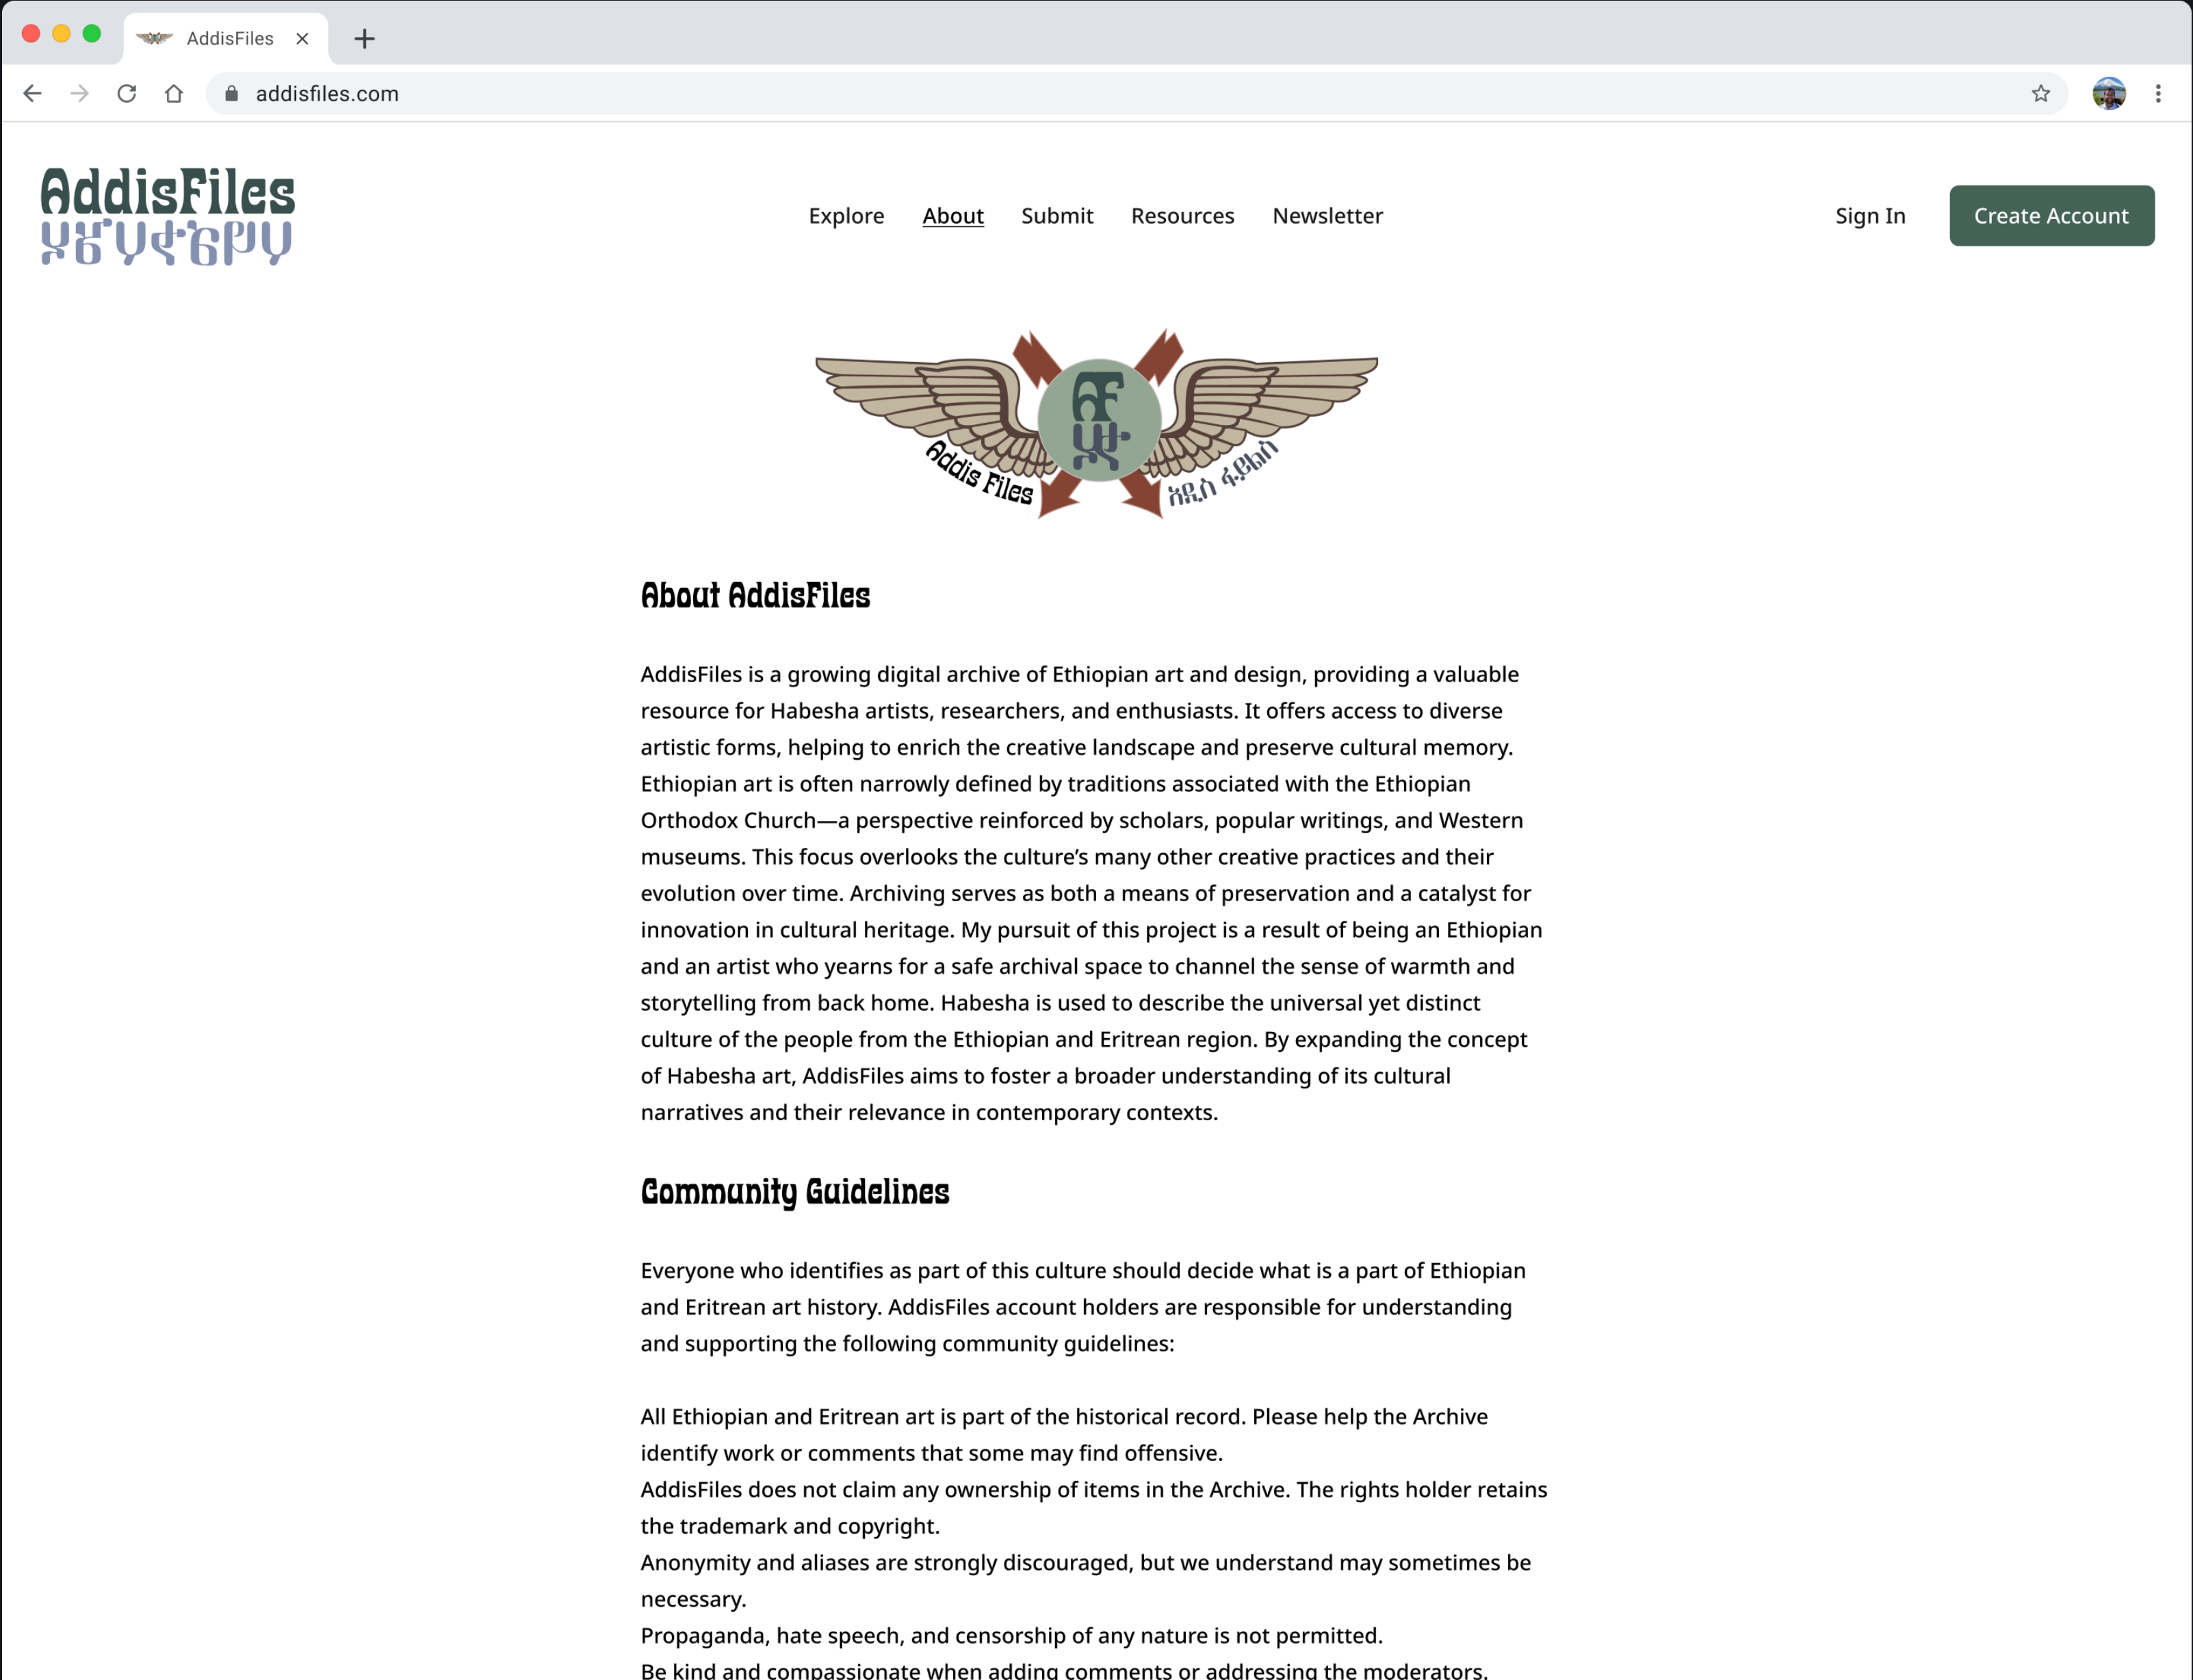 AddisFiles
addisfiles.com
AddisFiles
Explore About Submit Resources Newsletter
Sign In Create Account
AF
Addis Files
አዲስ ፋይልስ
About AddisFiles
AddisFiles is a growing digital archive of Ethiopian art and design, providing a valuable
resource for Habesha artists, researchers, and enthusiasts. It offers access to diverse
artistic forms, helping to enrich the creative landscape and preserve cultural memory.
Ethiopian art is often narrowly defined by traditions associated with the Ethiopian
Orthodox Church—a perspective reinforced by scholars, popular writings, and Western
museums. This focus overlooks the culture’s many other creative practices and their
evolution over time. Archiving serves as both a means of preservation and a catalyst for
innovation in cultural heritage. My pursuit of this project is a result of being an Ethiopian
and an artist who yearns for a safe archival space to channel the sense of warmth and
storytelling from back home. Habesha is used to describe the universal yet distinct
culture of the people from the Ethiopian and Eritrean region. By expanding the concept
of Habesha art, AddisFiles aims to foster a broader understanding of its cultural
narratives and their relevance in contemporary contexts.
Community Guidelines
Everyone who identifies as part of this culture should decide what is a part of Ethiopian
and Eritrean art history. AddisFiles account holders are responsible for understanding
and supporting the following community guidelines:
All Ethiopian and Eritrean art is part of the historical record. Please help the Archive
identify work or comments that some may find offensive.
AddisFiles does not claim any ownership of items in the Archive. The rights holder retains
the trademark and copyright.
Anonymity and aliases are strongly discouraged, but we understand may sometimes be
necessary.
Propaganda, hate speech, and censorship of any nature is not permitted.
Be kind and compassionate when adding comments or addressing the moderators.